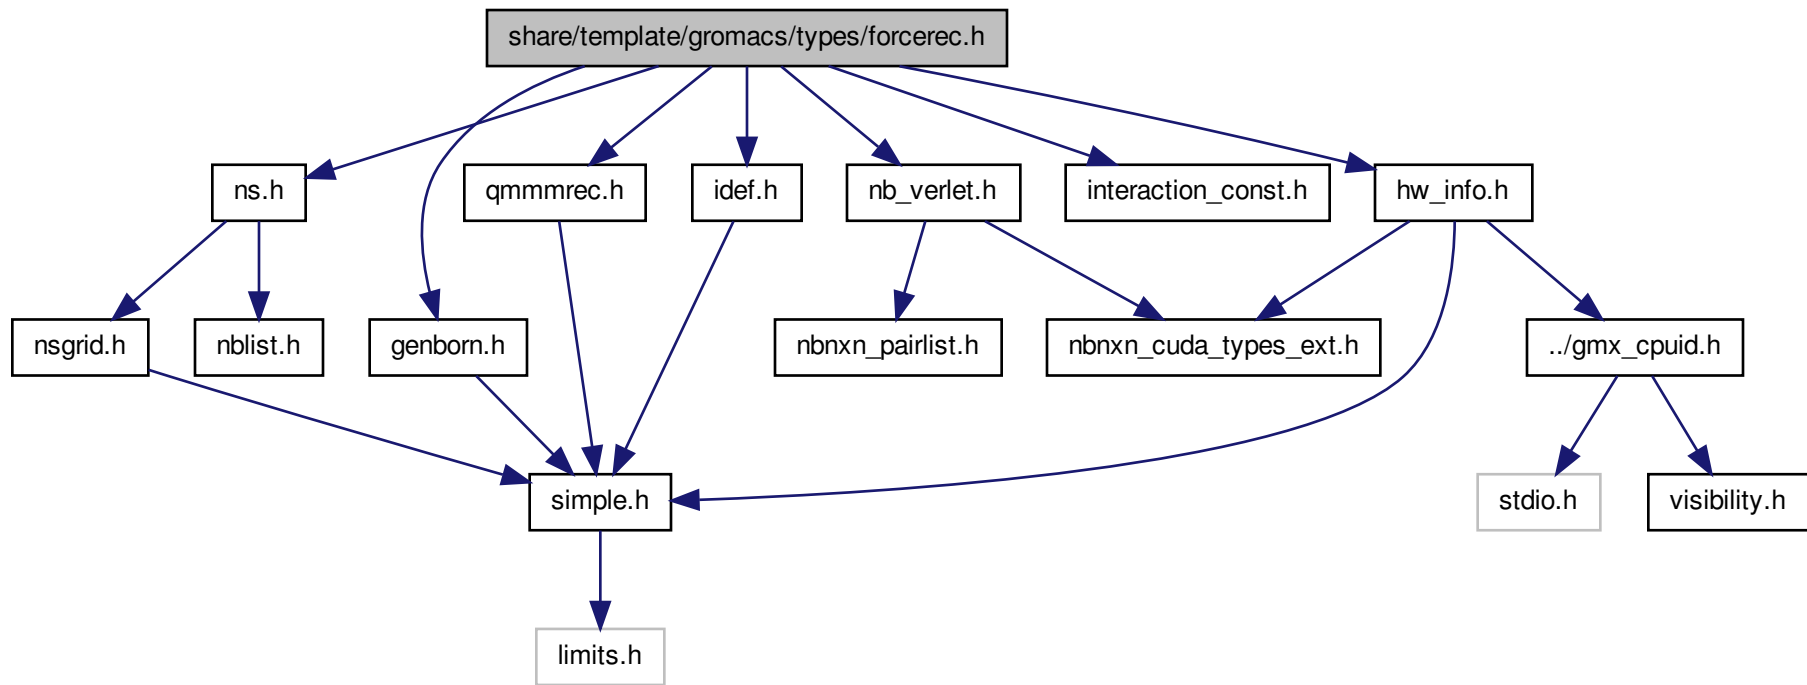 share/template/gromacs/types/forcerec.h
ns.h
qmmmrec.h
idef.h
nb_verlet.h
interaction_const.h
hw_info.h
nsgrid.h
nblist.h
genborn.h
nbnxn_pairlist.h
nbnxn_cuda_types_ext.h
../gmx_cpuid.h
simple.h
stdio.h
visibility.h
limits.h